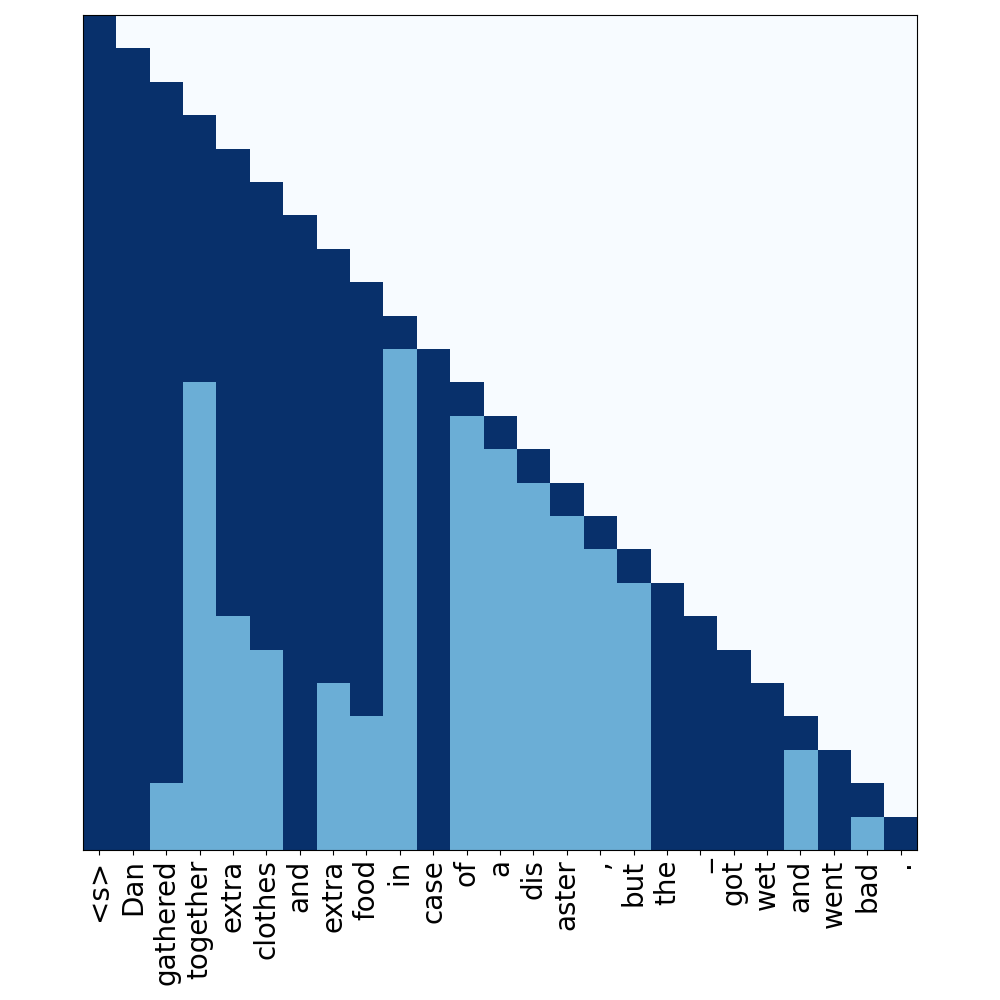 <s>
Dan
gathered
together
extra
clothes
and
extra
food
in
case
of
a
dis
aster
,
but
the
_
got
wet
and
went
bad
.